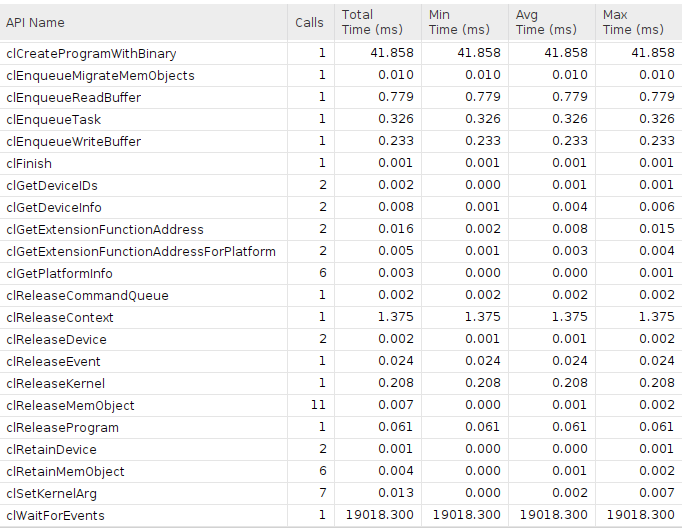 API Name Calls Total Time (ms) Min Time (ms) Avg Time (ms) Max Time (ms)
clCreateProgramWithBinary 1 41.858 41.858 41.858 41.858
clEnqueueMigrateMemObjects 1 0.010 0.010 0.010 0.010
clEnqueueReadBuffer 1 0.779 0.779 0.779 0.779
clEnqueueTask 1 0.326 0.326 0.326 0.326
clEnqueueWriteBuffer 1 0.233 0.233 0.233 0.233
clFinish 1 0.001 0.001 0.001 0.001
clGetDeviceIDs 2 0.002 0.000 0.001 0.001
clGetDeviceInfo 2 0.008 0.001 0.004 0.006
clGetExtensionFunctionAddress 2 0.016 0.002 0.008 0.015
clGetExtensionFunctionAddressForPlatform 2 0.005 0.001 0.003 0.004
clGetPlatformInfo 6 0.003 0.000 0.000 0.001
clReleaseCommandQueue 1 0.002 0.002 0.002 0.002
clReleaseContext 1 1.375 1.375 1.375 1.375
clReleaseDevice 2 0.002 0.001 0.001 0.002
clReleaseEvent 1 0.024 0.024 0.024 0.024
clReleaseKernel 1 0.208 0.208 0.208 0.208
clReleaseMemObject 11 0.007 0.000 0.001 0.002
clReleaseProgram 1 0.061 0.061 0.061 0.061
clRetainDevice 2 0.001 0.000 0.000 0.001
clRetainMemObject 6 0.004 0.000 0.001 0.002
clSetKernelArg 7 0.013 0.000 0.002 0.007
clWaitForEvents 1 19018.300 19018.300 19018.300 19018.300